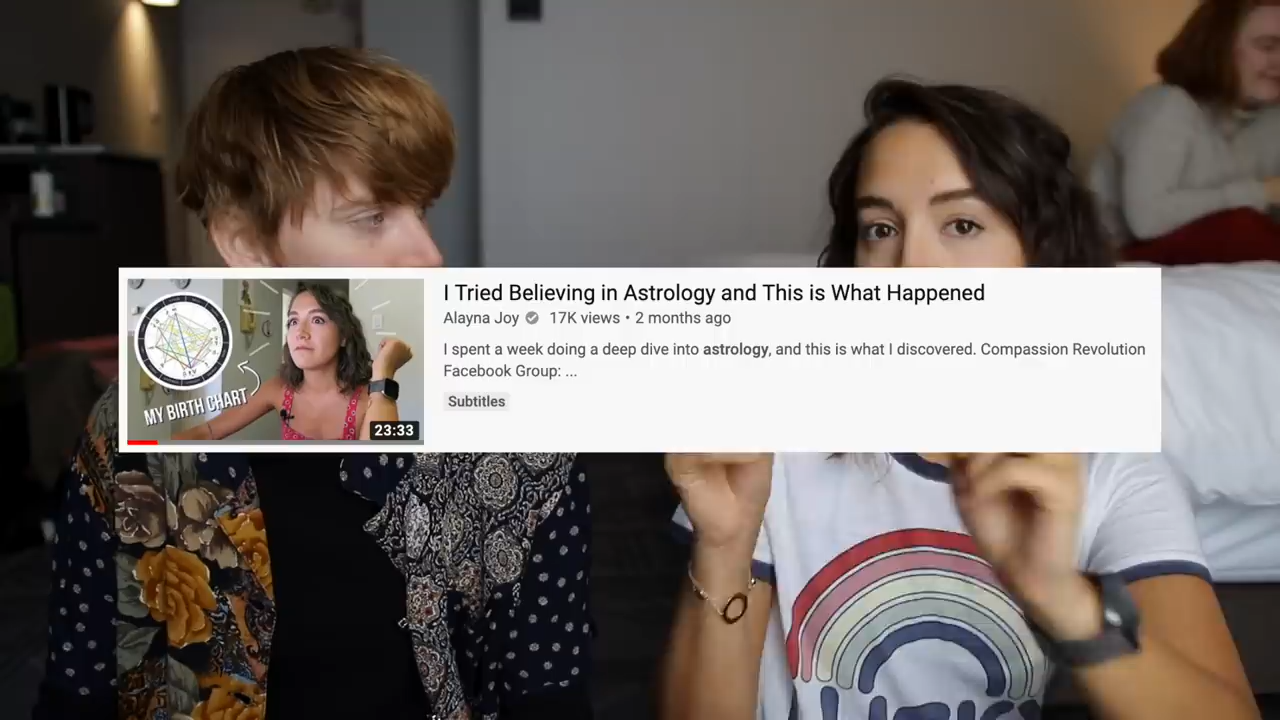 I Tried Believing in Astrology and This is What Happened
Alayna Joy 17K views • 2 months ago
I spent a week doing a deep dive into astrology, and this is what I discovered. Compassion Revolution
Facebook Group: ...
Subtitles
MY BIRTH CHART
23:33